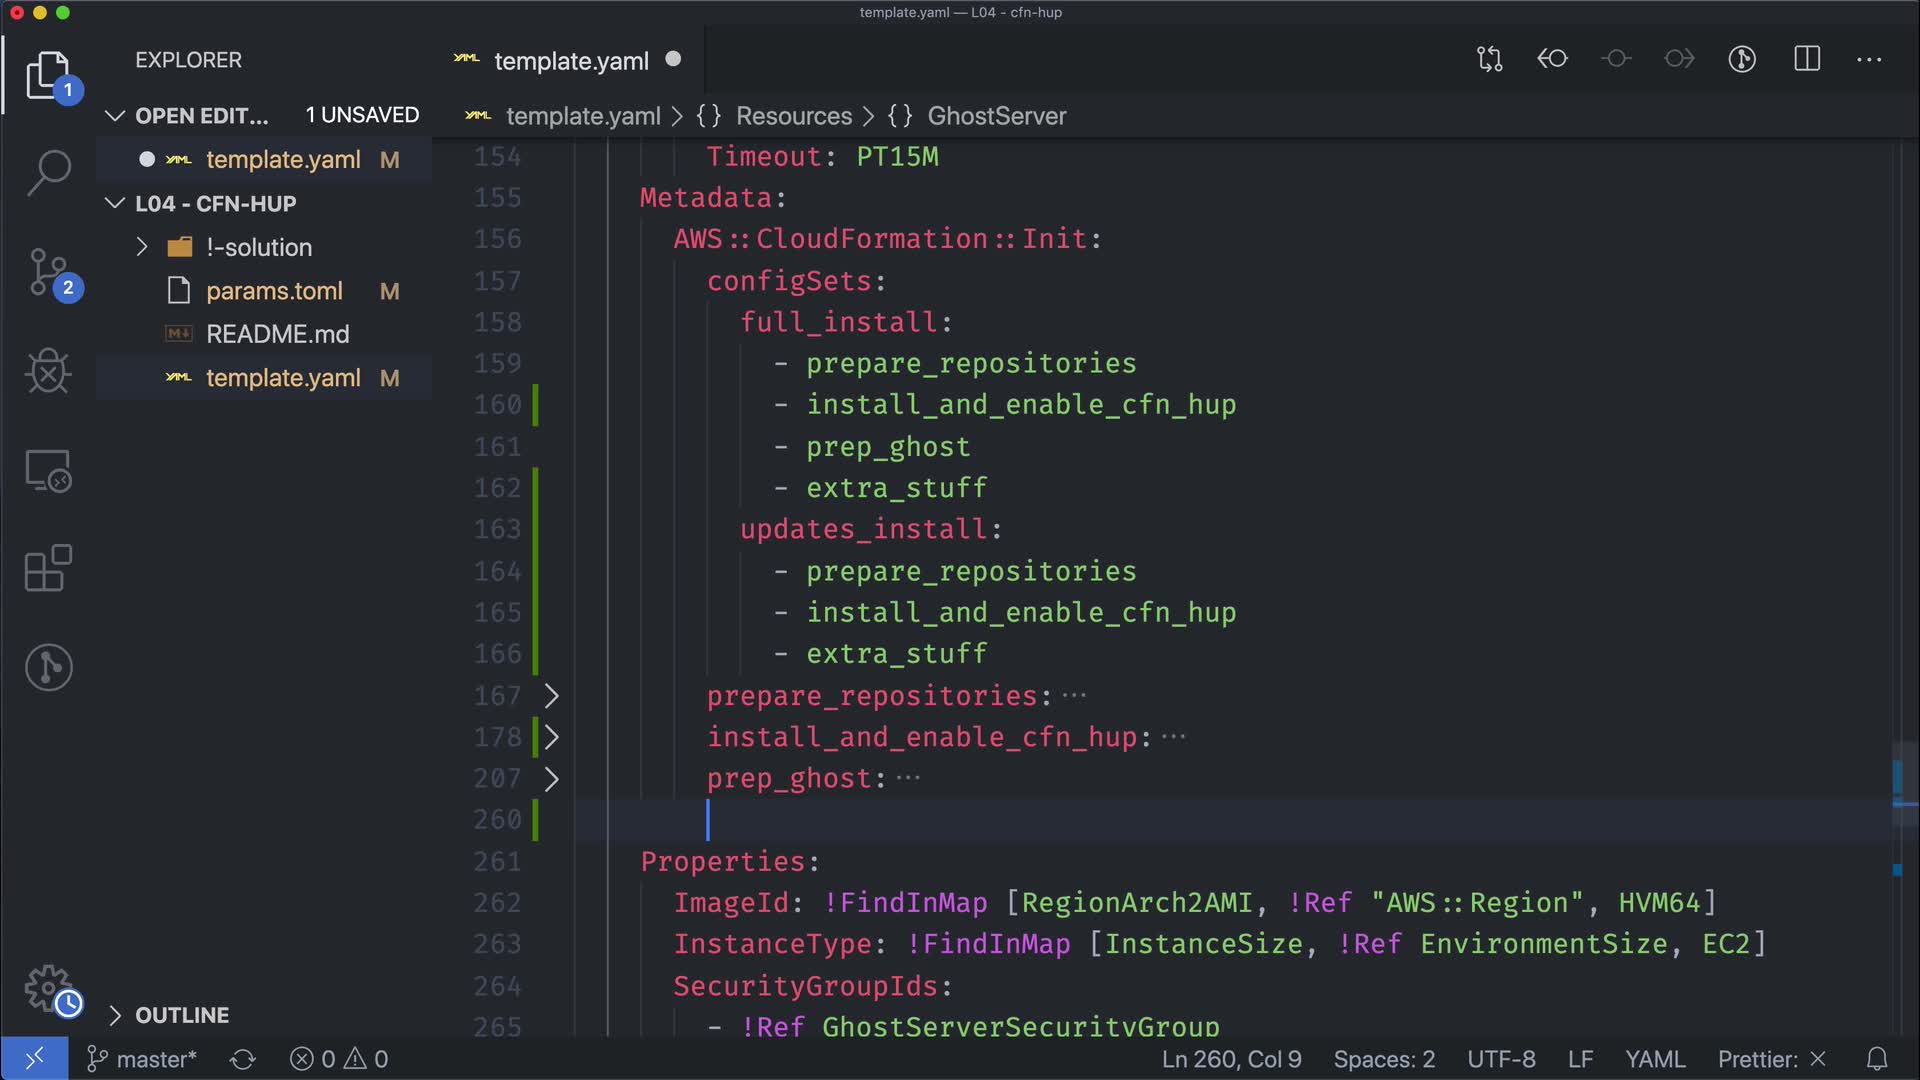 template.yaml — L04 - cfn-hup
EXPLORER
template.yaml
1
OPEN EDIT... 1 UNSAVED
template.yaml > {} Resources > {} GhostServer
template.yaml M
L04 - CFN-HUP
!-solution
params.toml M
README.md
template.yaml M
2
OUTLINE
154 Timeout: PT15M
155 Metadata:
156 AWS::CloudFormation::Init:
157 configSets:
158 full_install:
159 - prepare_repositories
160 - install_and_enable_cfn_hup
161 - prep_ghost
162 - extra_stuff
163 updates_install:
164 - prepare_repositories
165 - install_and_enable_cfn_hup
166 - extra_stuff
167 prepare_repositories: ...
178 install_and_enable_cfn_hup: ...
207 prep_ghost: ...
260
261 Properties:
262 ImageId: !FindInMap [RegionArch2AMI, !Ref "AWS::Region", HVM64]
263 InstanceType: !FindInMap [InstanceSize, !Ref EnvironmentSize, EC2]
264 SecurityGroupIds:
265 - !Ref GhostServerSecurityGroup
master* 0 0 Ln 260, Col 9 Spaces: 2 UTF-8 LF YAML Prettier: ×